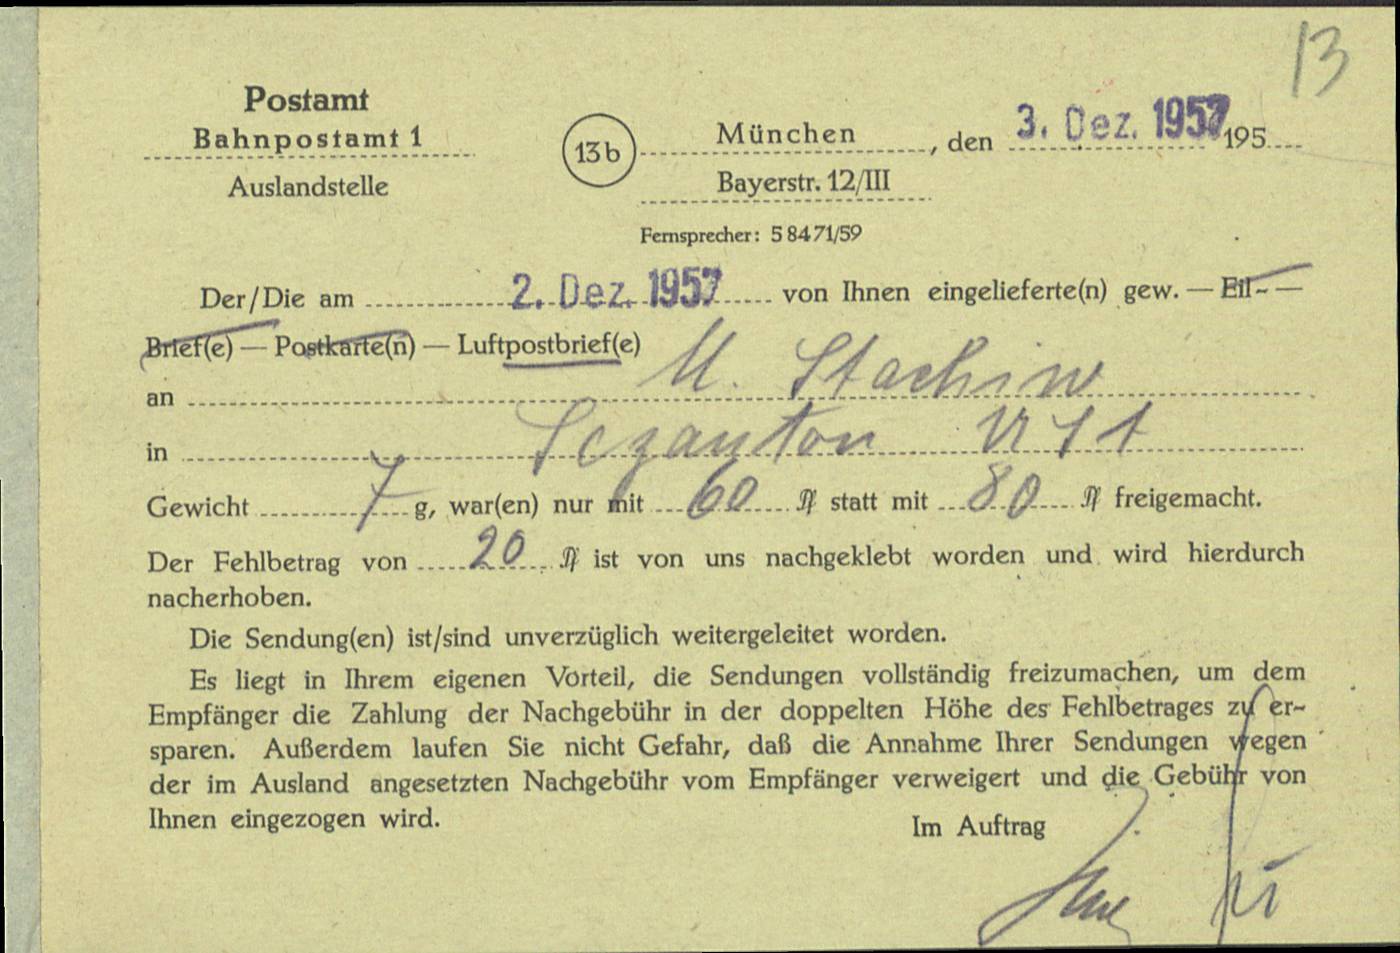 13
Postamt
Bahnpostamt 1
Auslandstelle
13b München, den 3. Dez. 1957 195
Bayerstr. 12/III
Fernsprecher: 5 84 71/59
Der/Die am 2. Dez. 1957 von Ihnen eingelieferte(n) gew. — Eil- —
Brief(e) — Postkarte(n) — Luftpostbrief(e)
an M. Stachiw
in Scranton USA
Gewicht 7 g, war(en) nur mit 60 ₰ statt mit 80 ₰ freigemacht.
Der Fehlbetrag von 20 ₰ ist von uns nachgeklebt worden und wird hierdurch
nacherhoben.
Die Sendung(en) ist/sind unverzüglich weitergeleitet worden.
Es liegt in Ihrem eigenen Vorteil, die Sendungen vollständig freizumachen, um dem
Empfänger die Zahlung der Nachgebühr in der doppelten Höhe des Fehlbetrages zu er-
sparen. Außerdem laufen Sie nicht Gefahr, daß die Annahme Ihrer Sendungen wegen
der im Ausland angesetzten Nachgebühr vom Empfänger verweigert und die Gebühr von
Ihnen eingezogen wird.
Im Auftrag